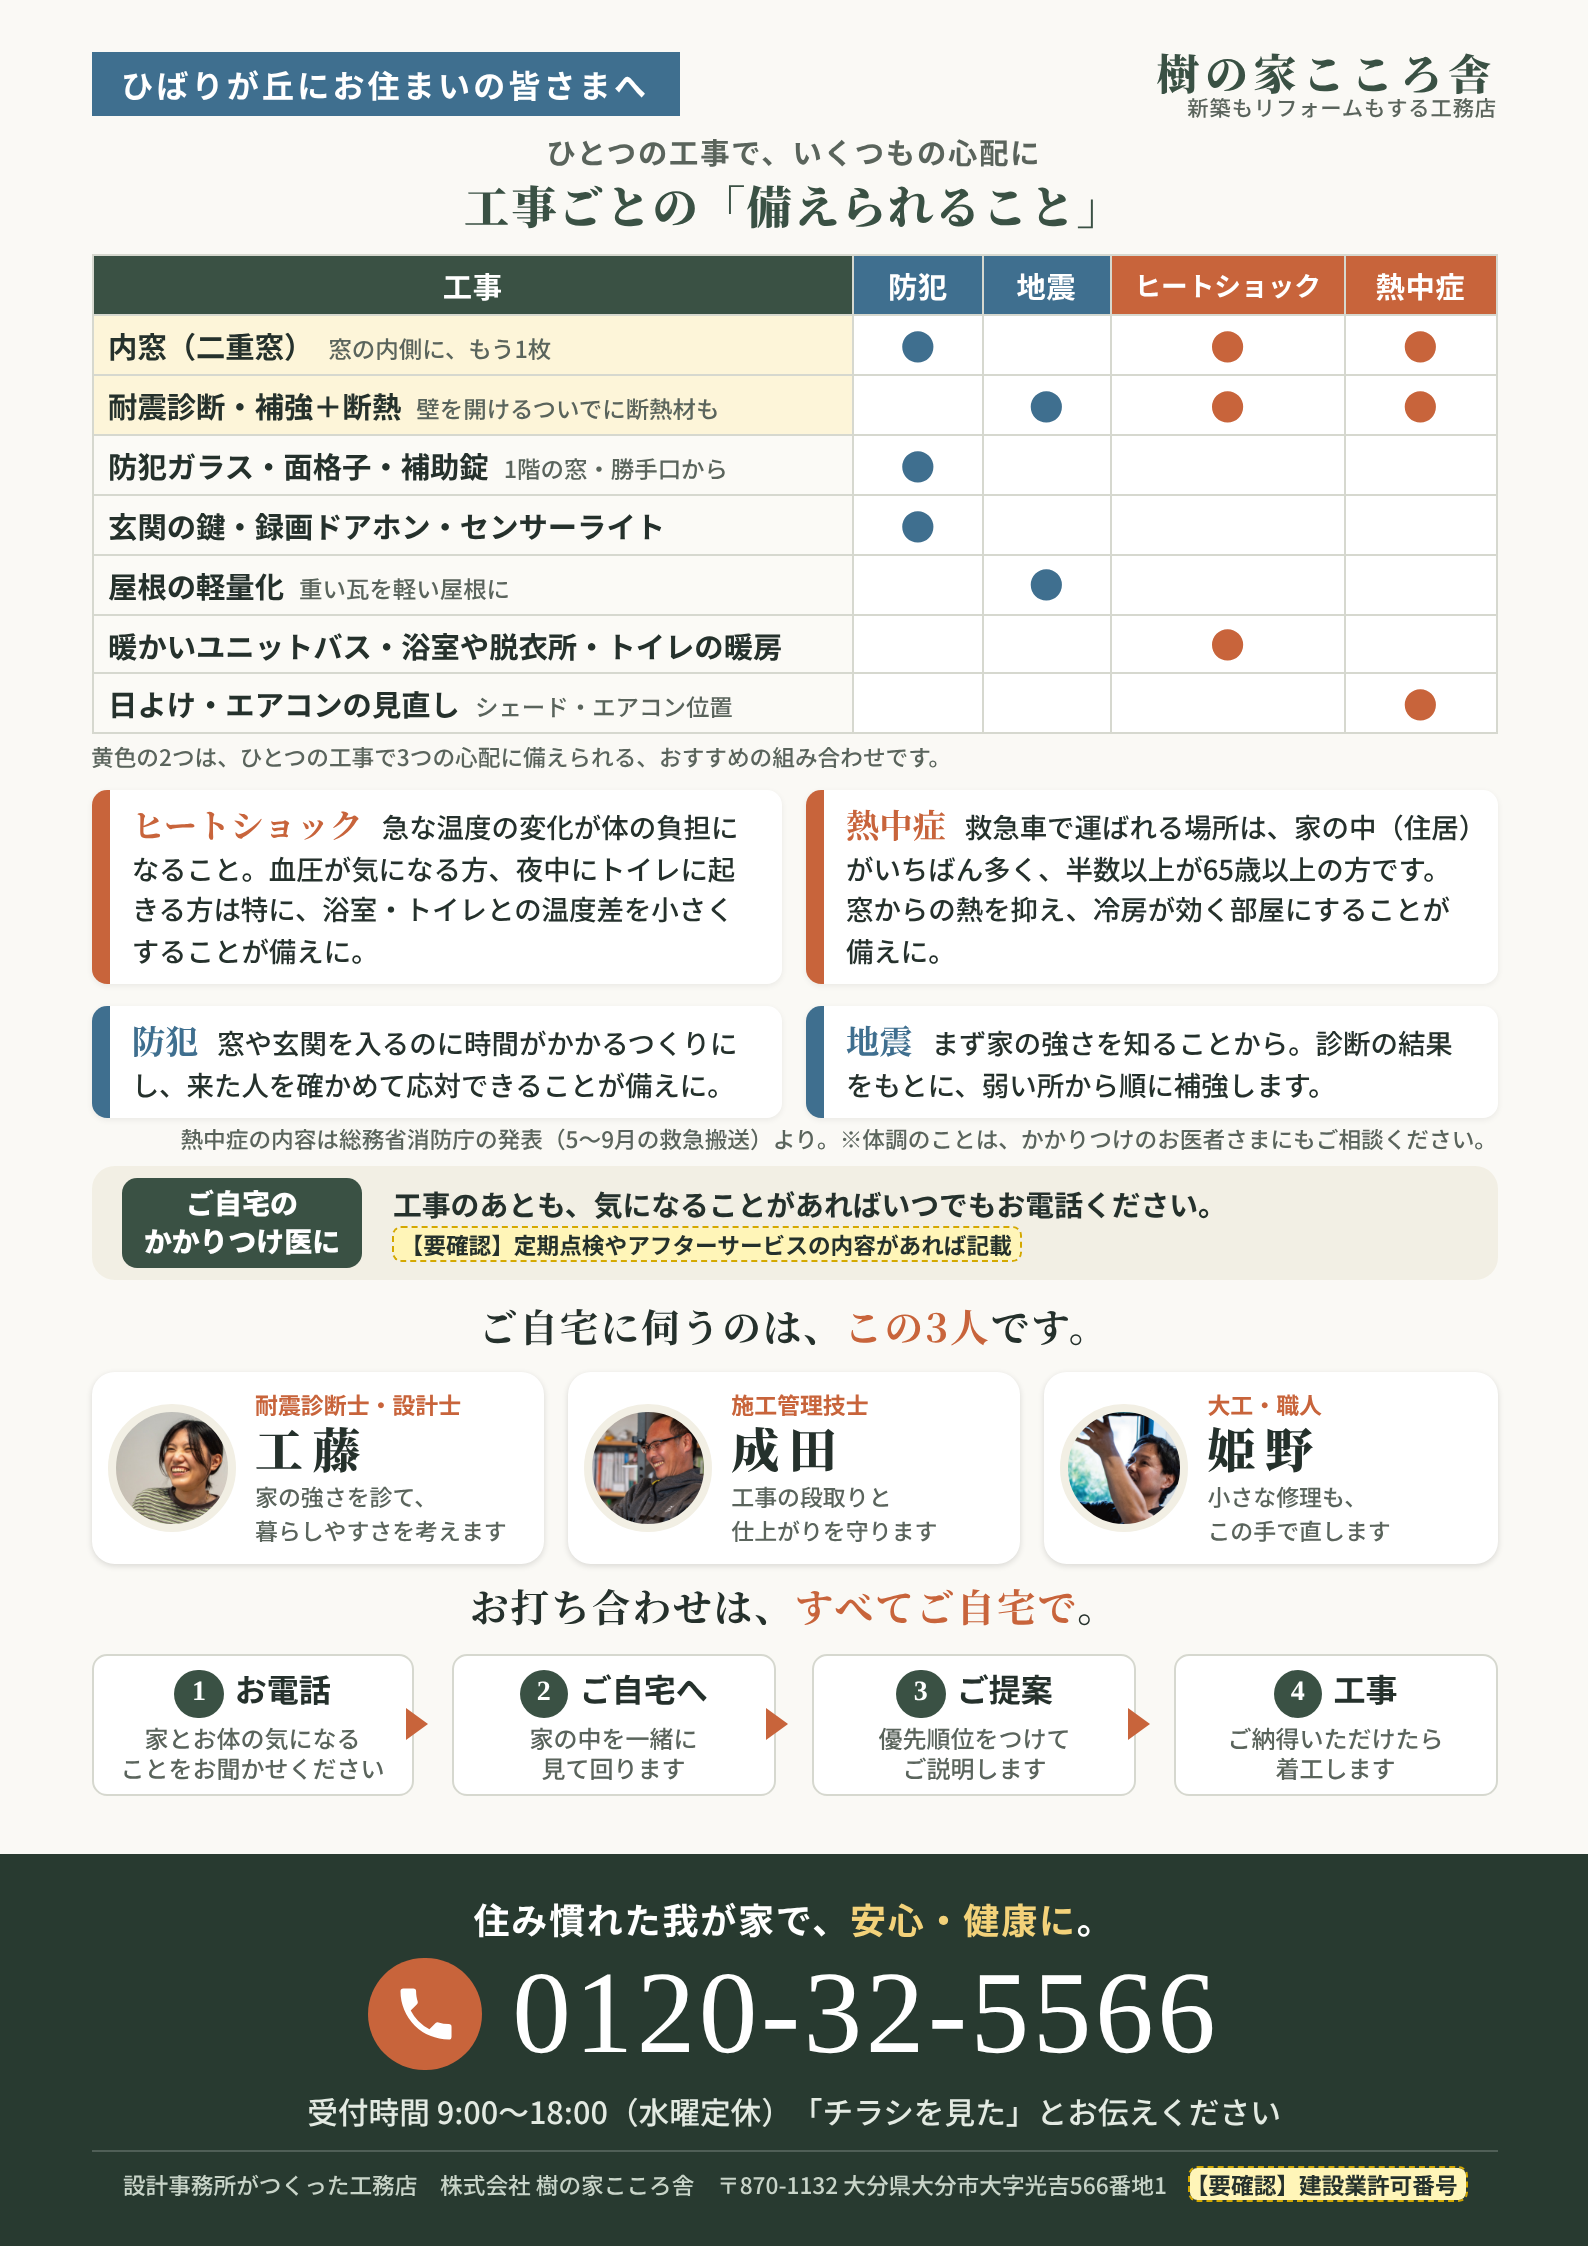 ひばりが丘にお住まいの皆さまへ
樹の家こころ舎
新築もリフォームもする工務店
ひとつの工事で、いくつもの心配に
工事ごとの「備えられること」
工事 防犯 地震 ヒートショック 熱中症
内窓（二重窓） 窓の内側に、もう1枚 ● ● ●
耐震診断・補強＋断熱 壁を開けるついでに断熱材も ● ● ●
防犯ガラス・面格子・補助錠 1階の窓・勝手口から ●
玄関の鍵・録画ドアホン・センサーライト ●
屋根の軽量化 重い瓦を軽い屋根に ●
暖かいユニットバス・浴室や脱衣所・トイレの暖房 ●
日よけ・エアコンの見直し シェード・エアコン位置 ●
黄色の2つは、ひとつの工事で3つの心配に備えられる、おすすめの組み合わせです。
ヒートショック 急な温度の変化が体の負担に
なること。血圧が気になる方、夜中にトイレに起
きる方は特に、浴室・トイレとの温度差を小さく
することが備えに。
熱中症 救急車で運ばれる場所は、家の中（住居）
がいちばん多く、半数以上が65歳以上の方です。
窓からの熱を抑え、冷房が効く部屋にすることが
備えに。
防犯 窓や玄関を入るのに時間がかかるつくりに
し、来た人を確かめて応対できることが備えに。
地震 まず家の強さを知ることから。診断の結果
をもとに、弱い所から順に補強します。
熱中症の内容は総務省消防庁の発表（5〜9月の救急搬送）より。※体調のことは、かかりつけのお医者さまにもご相談ください。
ご自宅の
かかりつけ医に
工事のあとも、気になることがあればいつでもお電話ください。
【要確認】定期点検やアフターサービスの内容があれば記載
ご自宅に伺うのは、この3人です。
耐震診断士・設計士
工藤
家の強さを診て、
暮らしやすさを考えます
施工管理技士
成田
工事の段取りと
仕上がりを守ります
大工・職人
姫野
小さな修理も、
この手で直します
お打ち合わせは、すべてご自宅で。
1 お電話
家とお体の気になる
ことをお聞かせください
2 ご自宅へ
家の中を一緒に
見て回ります
3 ご提案
優先順位をつけて
ご説明します
4 工事
ご納得いただけたら
着工します
住み慣れた我が家で、安心・健康に。
0120-32-5566
受付時間 9:00〜18:00（水曜定休）「チラシを見た」とお伝えください
設計事務所がつくった工務店 株式会社 樹の家こころ舎 〒870-1132 大分県大分市大字光吉566番地1 【要確認】建設業許可番号